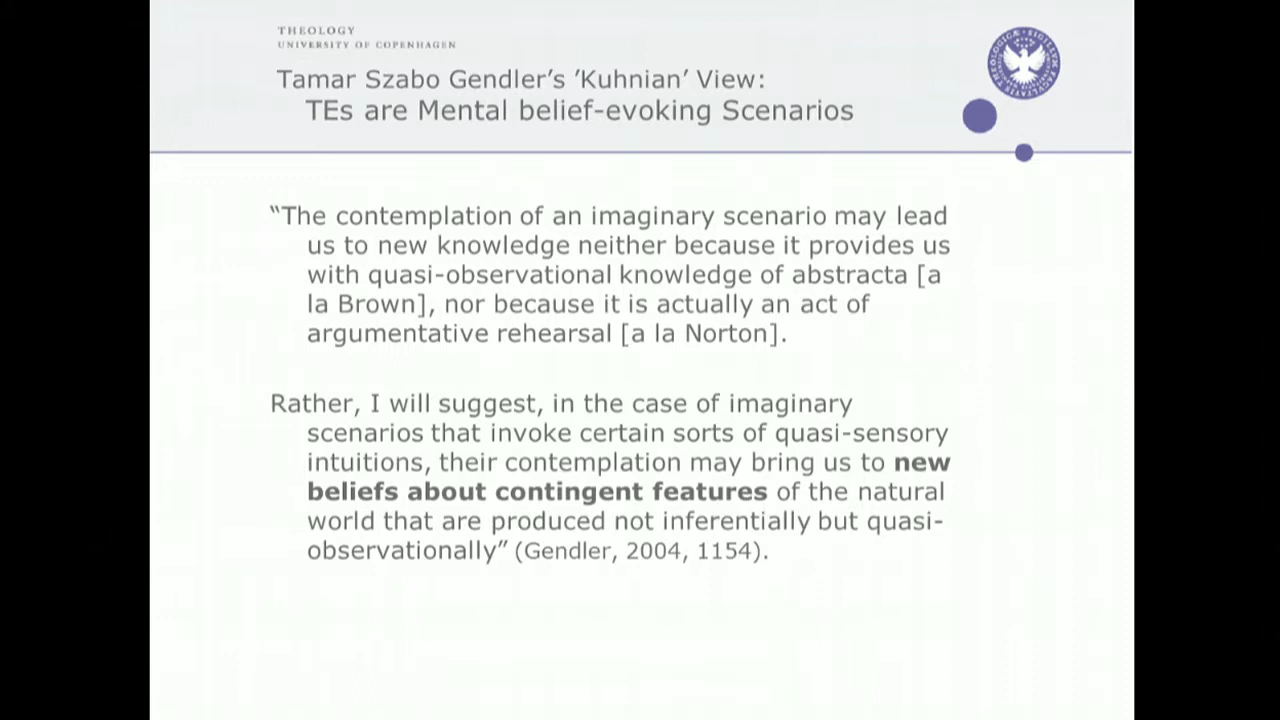 THEOLOGY
UNIVERSITY OF COPENHAGEN
Tamar Szabo Gendler’s ’Kuhnian’ View:
TEs are Mental belief-evoking Scenarios
“The contemplation of an imaginary scenario may lead
us to new knowledge neither because it provides us
with quasi-observational knowledge of abstracta [a
la Brown], nor because it is actually an act of
argumentative rehearsal [a la Norton].
Rather, I will suggest, in the case of imaginary
scenarios that invoke certain sorts of quasi-sensory
intuitions, their contemplation may bring us to new
beliefs about contingent features of the natural
world that are produced not inferentially but quasi-
observationally” (Gendler, 2004, 1154).